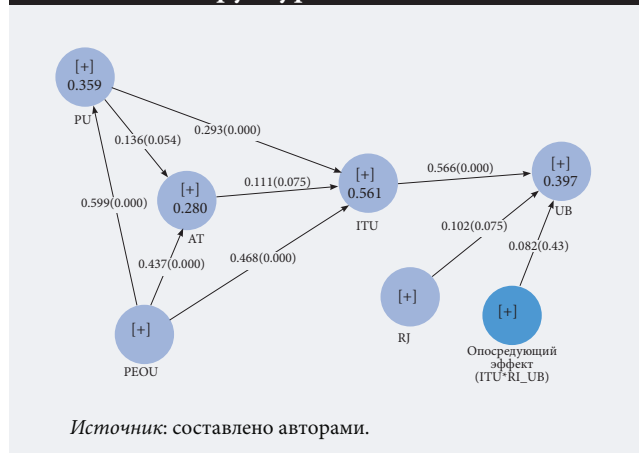 [+]
0.359
PU
0.136(0.054)
0.293(0.000)
[+]
0.280
AT
0.599(0.000)
0.111(0.075)
[+]
0.561
ITU
0.566(0.000)
[+]
0.397
UB
0.437(0.000)
0.468(0.000)
0.102(0.075)
0.082(0.43)
[+]
PEOU
[+]
RJ
[+]
Опосредующий
эффект
(ITU*RI_UB)
Источник: составлено авторами.